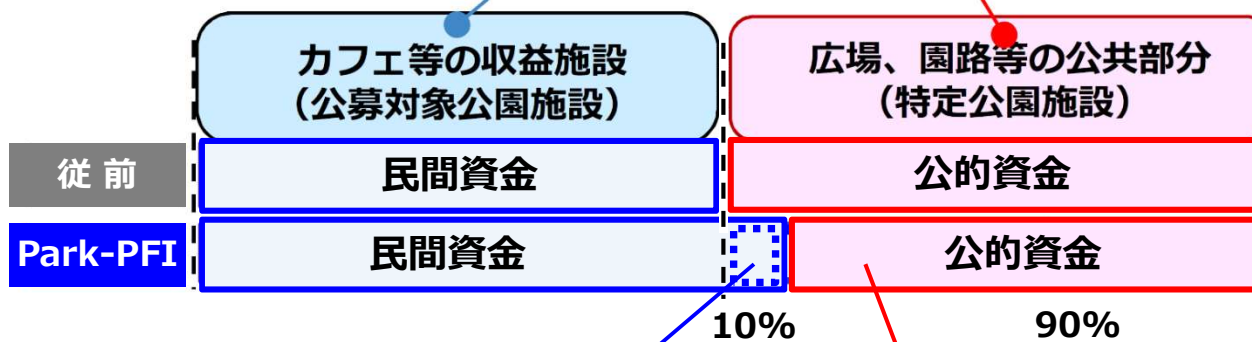 カフェ等の収益施設
（公募対象公園施設）
広場、園路等の公共部分
（特定公園施設）
従 前
民間資金
公的資金
Park-PFI
民間資金
公的資金
10%
90%